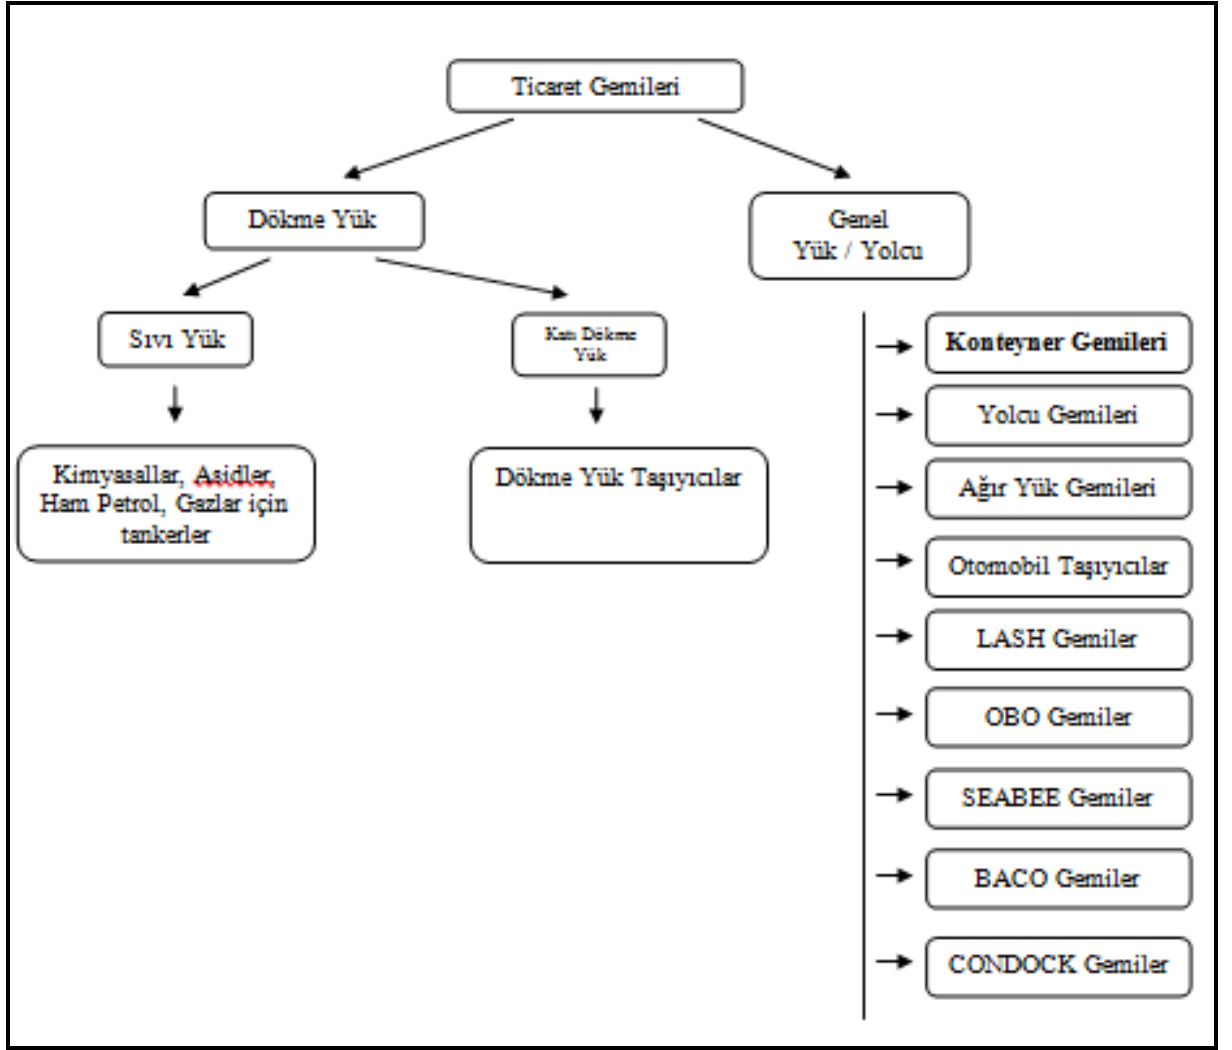 Ticaret Gemileri
Dökme Yük
Genel
Yük / Yolcu
Sıvı Yük
Katı Dökme
Yük
Kimyasallar, Asidler,
Ham Petrol, Gazlar için
tankerler
Dökme Yük Taşıyıcılar
Konteyner Gemileri
Yolcu Gemileri
Ağır Yük Gemileri
Otomobil Taşıyıcılar
LASH Gemiler
OBO Gemiler
SEABEE Gemiler
BACO Gemiler
CONDOCK Gemiler